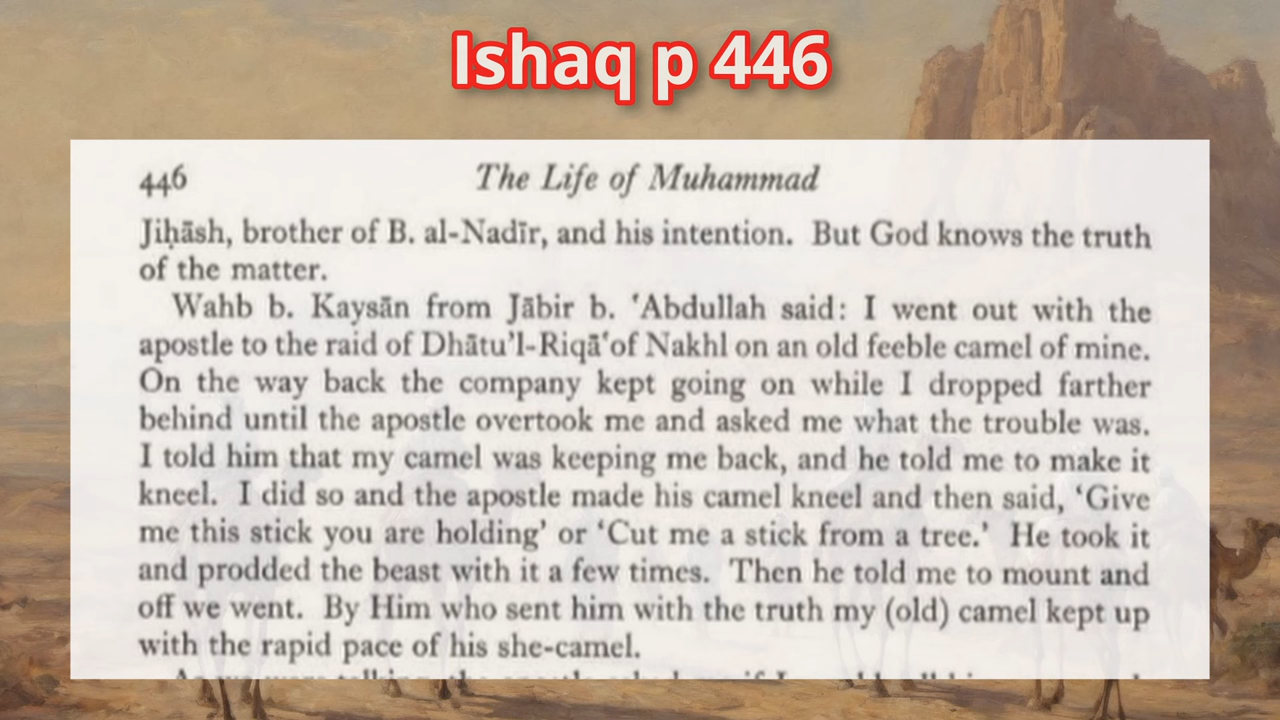 Ishaq p 446
446 The Life of Muhammad
Jiḥāsh, brother of B. al-Nadīr, and his intention. But God knows the truth
of the matter.
Wahb b. Kaysān from Jābir b. ‘Abdullah said: I went out with the
apostle to the raid of Dhātu’l-Riqā‘of Nakhl on an old feeble camel of mine.
On the way back the company kept going on while I dropped farther
behind until the apostle overtook me and asked me what the trouble was.
I told him that my camel was keeping me back, and he told me to make it
kneel. I did so and the apostle made his camel kneel and then said, ‘Give
me this stick you are holding’ or ‘Cut me a stick from a tree.’ He took it
and prodded the beast with it a few times. Then he told me to mount and
off we went. By Him who sent him with the truth my (old) camel kept up
with the rapid pace of his she-camel.